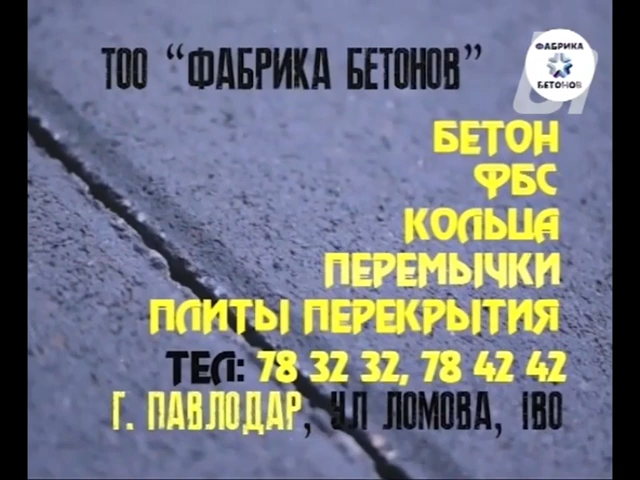 ТОО “ФАБРИКА БЕТОНОВ”
ФАБРИКА
БЕТОНОВ
БЕТОН
ФБС
КОЛЬЦА
ПЕРЕМЫЧКИ
ПЛИТЫ ПЕРЕКРЫТИЯ
ТЕЛ: 78 32 32, 78 42 42
Г. ПАВЛОДАР, УЛ ЛОМОВА, 180